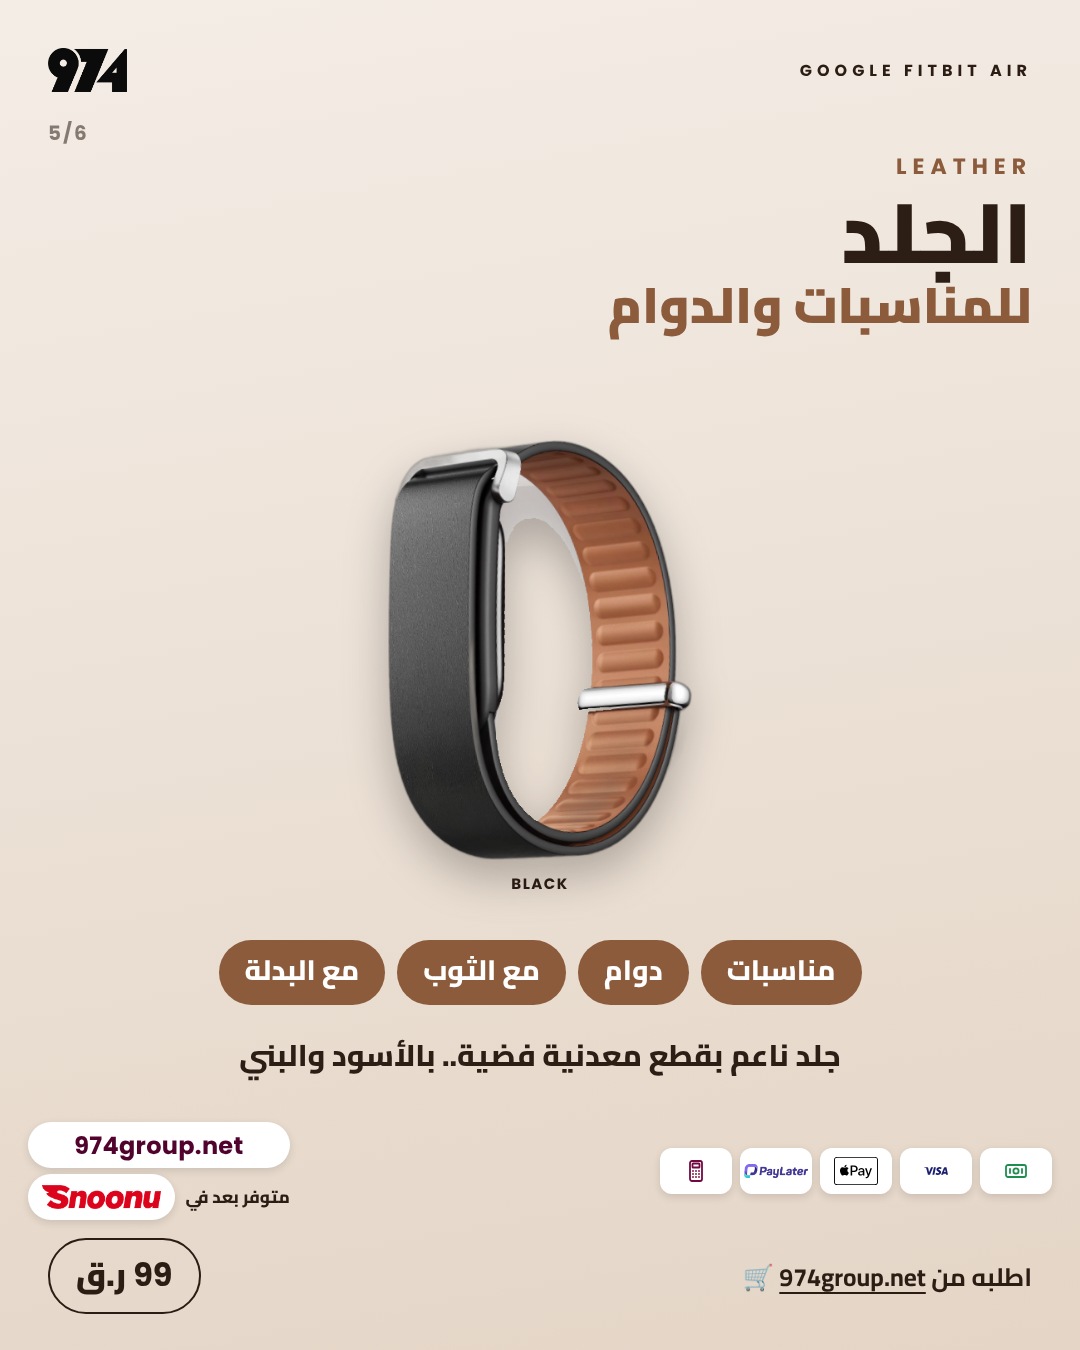 974
GOOGLE FITBIT AIR
5/6
LEATHER
الجلد
للمناسبات والدوام
BLACK
مناسبات
دوام
مع الثوب
مع البدلة
جلد ناعم بقطع معدنية فضية.. بالأسود والبني
974group.net
متوفر بعد في Snoonu
PayLater
Pay
VISA
99 ر.ق
اطلبه من 974group.net 🛒